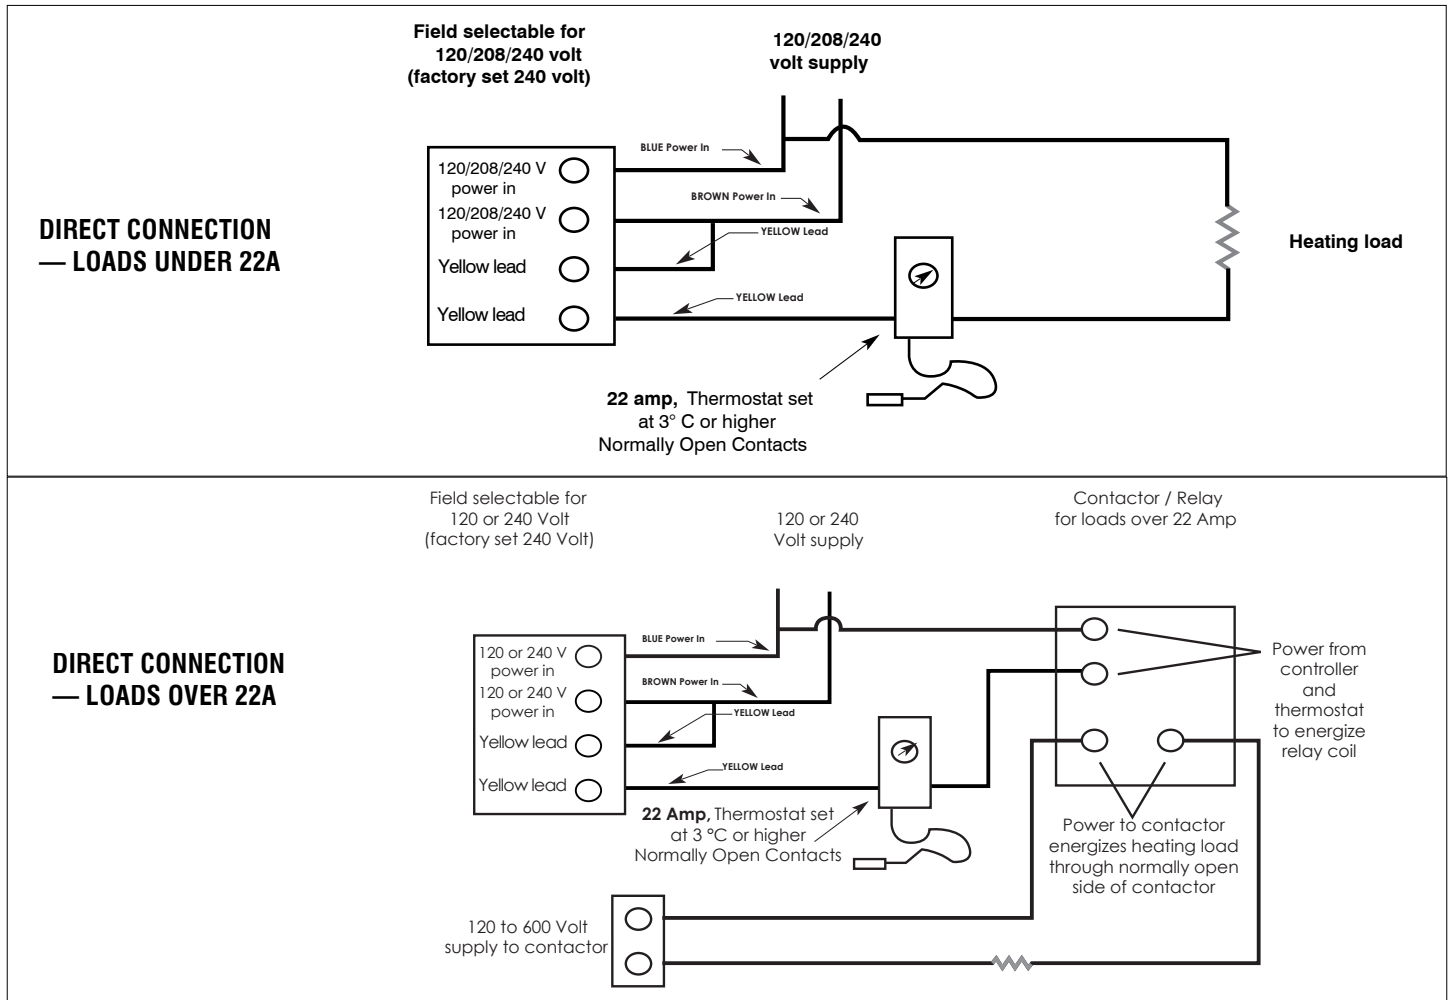 Field selectable for
120/208/240 volt
(factory set 240 volt)
120/208/240
volt supply
DIRECT CONNECTION
— LOADS UNDER 22A
120/208/240 V
power in
120/208/240 V
power in
Yellow lead
Yellow lead
BLUE Power In
BROWN Power In
YELLOW Lead
YELLOW Lead
Heating load
22 amp, Thermostat set
at 3° C or higher
Normally Open Contacts
Field selectable for
120 or 240 Volt
(factory set 240 Volt)
120 or 240
Volt supply
Contactor / Relay
for loads over 22 Amp
DIRECT CONNECTION
— LOADS OVER 22A
120 or 240 V
power in
120 or 240 V
power in
Yellow lead
Yellow lead
BLUE Power In
BROWN Power In
YELLOW Lead
YELLOW Lead
Power from
controller
and
thermostat
to energize
relay coil
22 Amp, Thermostat set
at 3 °C or higher
Normally Open Contacts
Power to contactor
energizes heating load
through normally open
side of contactor
120 to 600 Volt
supply to contactor